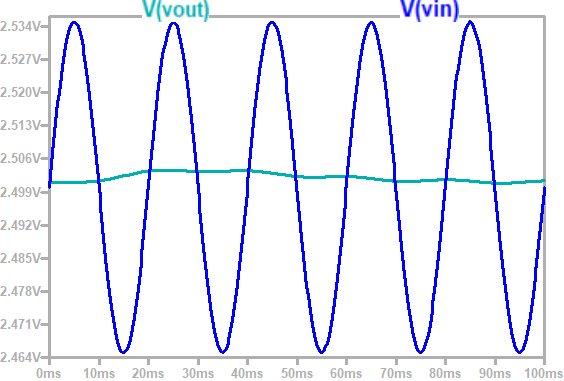 V(vout) V(vin)
2.534V
2.527V
2.520V
2.513V
2.506V
2.499V
2.492V
2.485V
2.478V
2.471V
2.464V
0ms 10ms 20ms 30ms 40ms 50ms 60ms 70ms 80ms 90ms 100ms